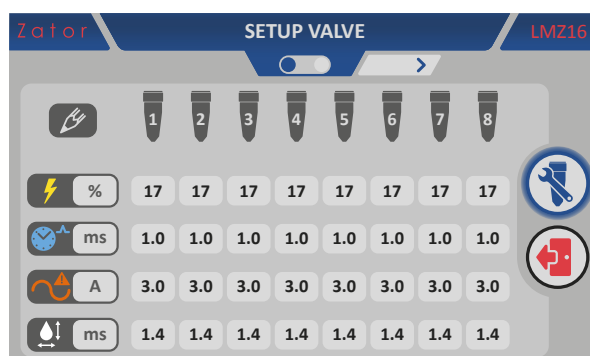 Zator SETUP VALVE LMZ16
1 2 3 4 5 6 7 8
% 17 17 17 17 17 17 17 17
ms 1.0 1.0 1.0 1.0 1.0 1.0 1.0 1.0
A 3.0 3.0 3.0 3.0 3.0 3.0 3.0 3.0
ms 1.4 1.4 1.4 1.4 1.4 1.4 1.4 1.4